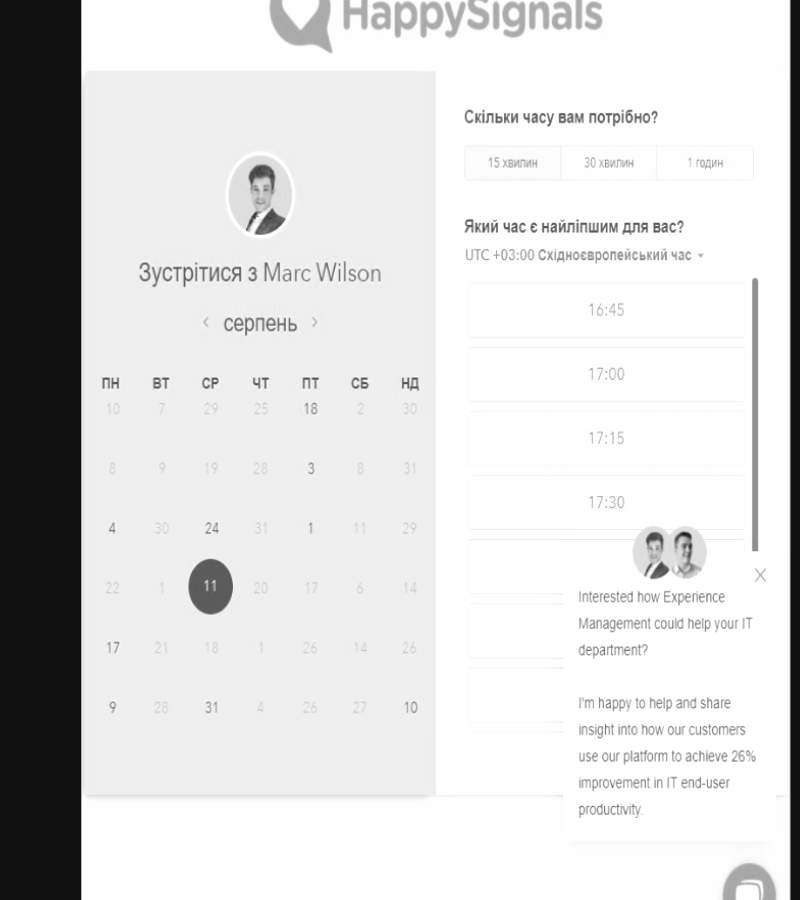 HappySignals
Зустрітися з Marc Wilson
‹ серпень ›
ПН ВТ СР ЧТ ПТ СБ НД
10 7 29 25 18 2 30
8 9 19 28 3 8 31
4 30 24 31 1 11 29
22 1 11 20 17 6 14
17 21 18 1 26 14 26
9 28 31 4 26 27 10
Скільки часу вам потрібно?
15 хвилин 30 хвилин 1 годин
Який час є найліпшим для вас?
UTC +03:00 Східноєвропейський час
16:45
17:00
17:15
17:30
Interested how Experience
Management could help your IT
department?
I'm happy to help and share
insight into how our customers
use our platform to achieve 26%
improvement in IT end-user
productivity.